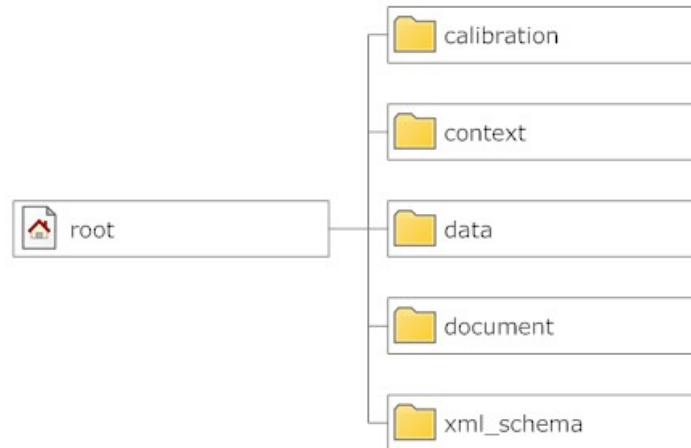 calibration
context
root
data
document
xml_schema